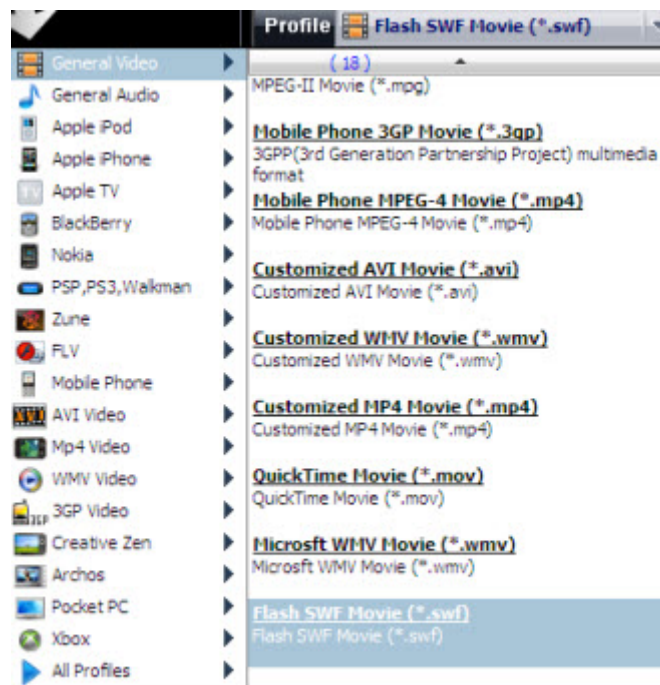 Profile Flash SWF Movie (*.swf)
General Video
General Audio
Apple iPod
Apple iPhone
Apple TV
BlackBerry
Nokia
PSP,PS3,Walkman
Zune
FLV
Mobile Phone
AVI Video
Mp4 Video
WMV Video
3GP Video
Creative Zen
Archos
Pocket PC
Xbox
All Profiles
( 18 )
MPEG-II Movie (*.mpg)
Mobile Phone 3GP Movie (*.3gp)
3GPP(3rd Generation Partnership Project) multimedia
format
Mobile Phone MPEG-4 Movie (*.mp4)
Mobile Phone MPEG-4 Movie (*.mp4)
Customized AVI Movie (*.avi)
Customized AVI Movie (*.avi)
Customized WMV Movie (*.wmv)
Customized WMV Movie (*.wmv)
Customized MP4 Movie (*.mp4)
Customized MP4 Movie (*.mp4)
QuickTime Movie (*.mov)
QuickTime Movie (*.mov)
Microsft WMV Movie (*.wmv)
Microsft WMV Movie (*.wmv)
Flash SWF Movie (*.swf)
Flash SWF Movie (*.swf)